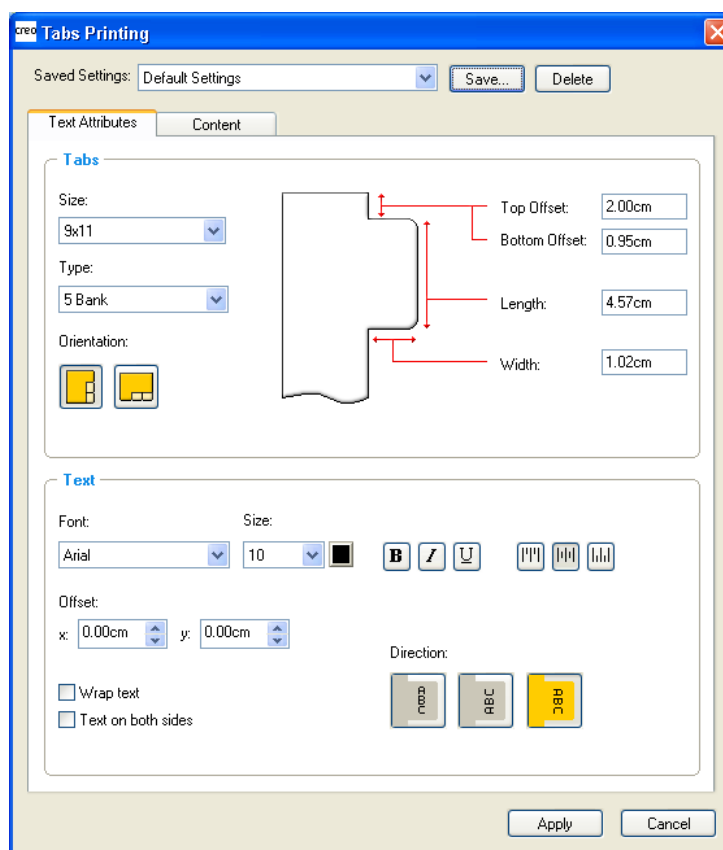 creo Tabs Printing
Saved Settings: Default Settings Save... Delete
Text Attributes Content
Tabs
Size:
9x11
Type:
5 Bank
Orientation:
Top Offset: 2.00cm
Bottom Offset: 0.95cm
Length: 4.57cm
Width: 1.02cm
Text
Font: Size:
Arial 10 B I U
Offset:
x: 0.00cm y: 0.00cm
Direction:
Wrap text
Text on both sides
ABC ABC ABC
Apply Cancel